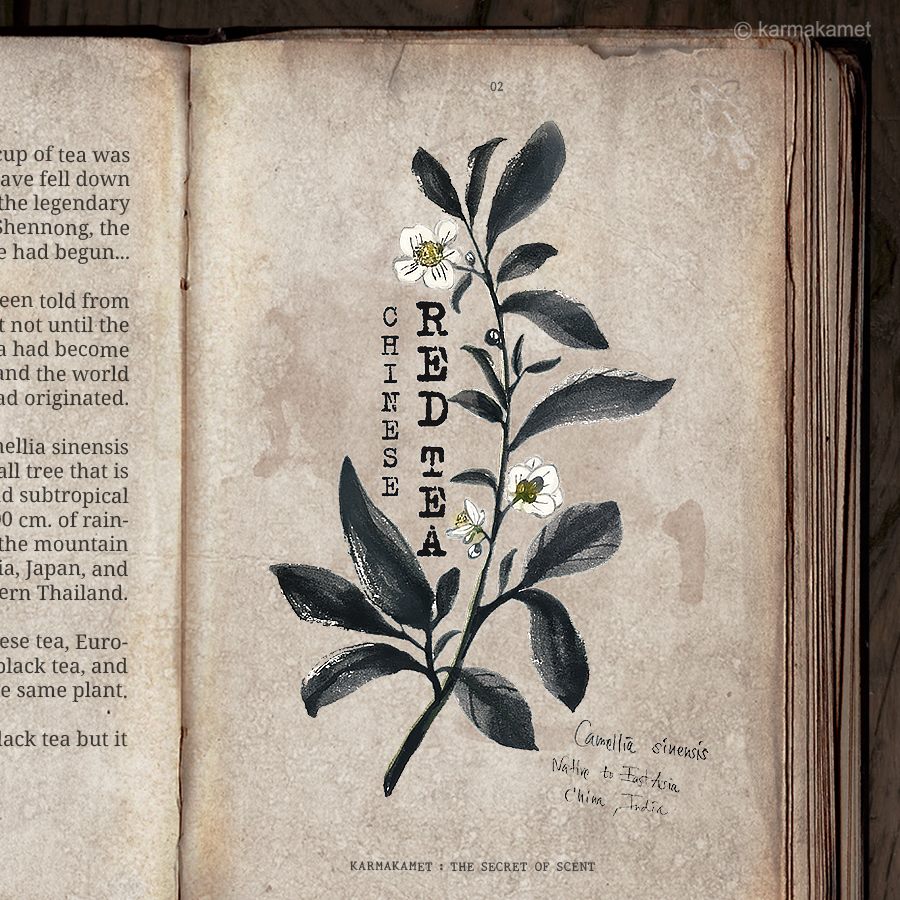 © karmakamet
cup of tea was
ave fell down
the legendary
Shennong, the
e had begun...
een told from
t not until the
a had become
and the world
ad originated.
nellia sinensis
all tree that is
d subtropical
00 cm. of rain-
the mountain
ia, Japan, and
ern Thailand.
ese tea, Euro-
black tea, and
e same plant.
lack tea but it
02
CHINESE
RED TEA
Camellia sinensis
Native to East Asia
China , India
KARMAKAMET : THE SECRET OF SCENT